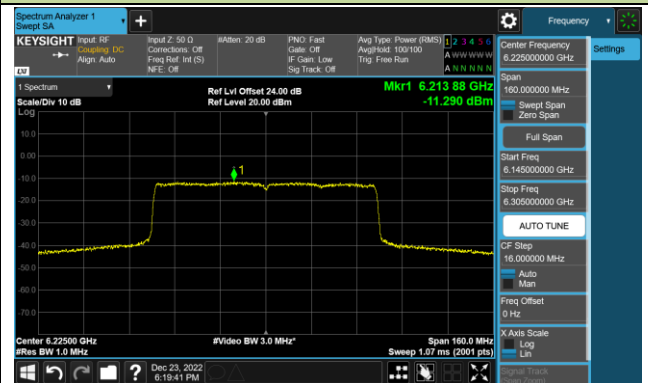 Spectrum Analyzer 1
Swept SA
Frequency
KEYSIGHT
Input: RF
Coupling: DC
Align: Auto
Input Z: 50 Ω
Corrections: Off
Freq Ref: Int (S)
NFE: Off
#Atten: 20 dB
PNO: Fast
Gate: Off
IF Gain: Low
Sig Track: Off
Avg Type: Power (RMS)
Avg|Hold: 100/100
Trig: Free Run
1 2 3 4 5 6
A W W W W W
A N N N N N
LXI
1 Spectrum
Scale/Div 10 dB
Ref Lvl Offset 24.00 dB
Ref Level 20.00 dBm
Mkr1 6.213 88 GHz
-11.290 dBm
Log
10.0
0.00
-10.0
-20.0
-30.0
-40.0
-50.0
-60.0
-70.0
1
Center 6.22500 GHz
#Res BW 1.0 MHz
#Video BW 3.0 MHz*
Span 160.0 MHz
Sweep 1.07 ms (2001 pts)
Dec 23, 2022
6:19:41 PM
Center Frequency
6.225000000 GHz
Settings
Span
160.000000 MHz
Swept Span
Zero Span
Full Span
Start Freq
6.145000000 GHz
Stop Freq
6.305000000 GHz
AUTO TUNE
CF Step
16.000000 MHz
Auto
Man
Freq Offset
0 Hz
X Axis Scale
Log
Lin
Signal Track
(Span Zoom)